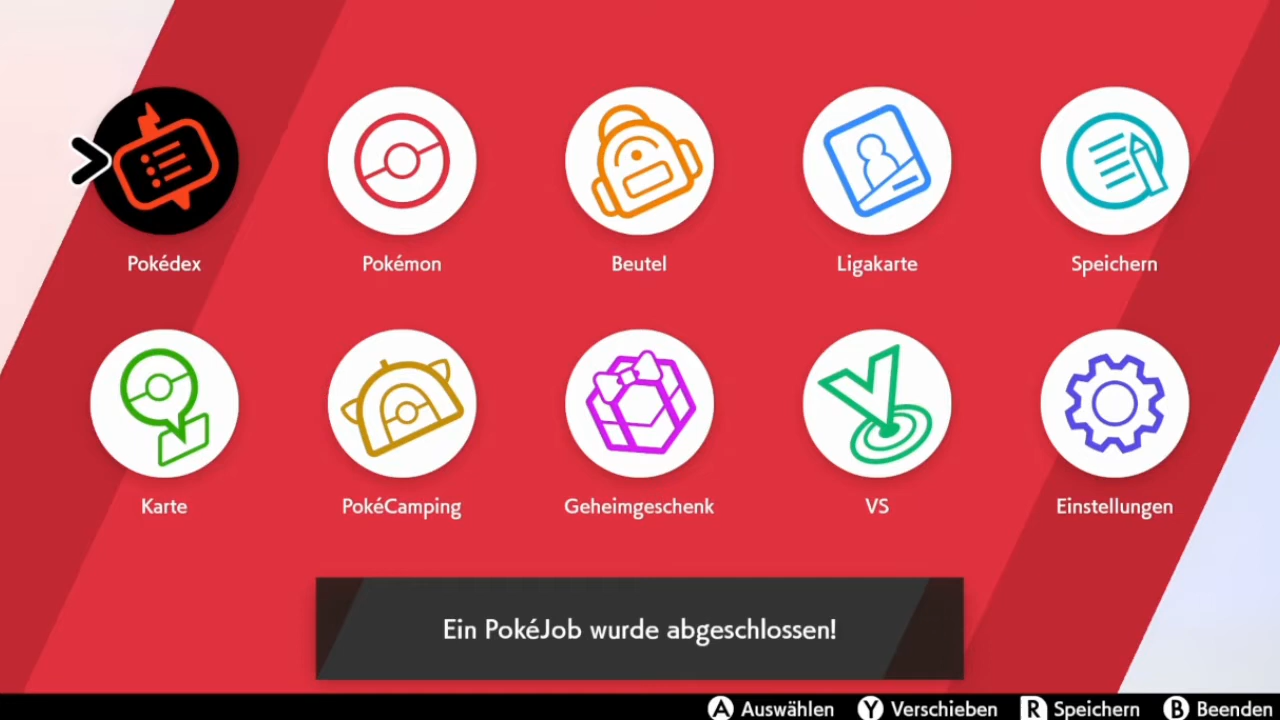 Pokédex
Pokémon
Beutel
Ligakarte
Speichern
Karte
PokéCamping
Geheimgeschenk
VS
Einstellungen
Ein PokéJob wurde abgeschlossen!
A Auswählen Y Verschieben R Speichern B Beenden